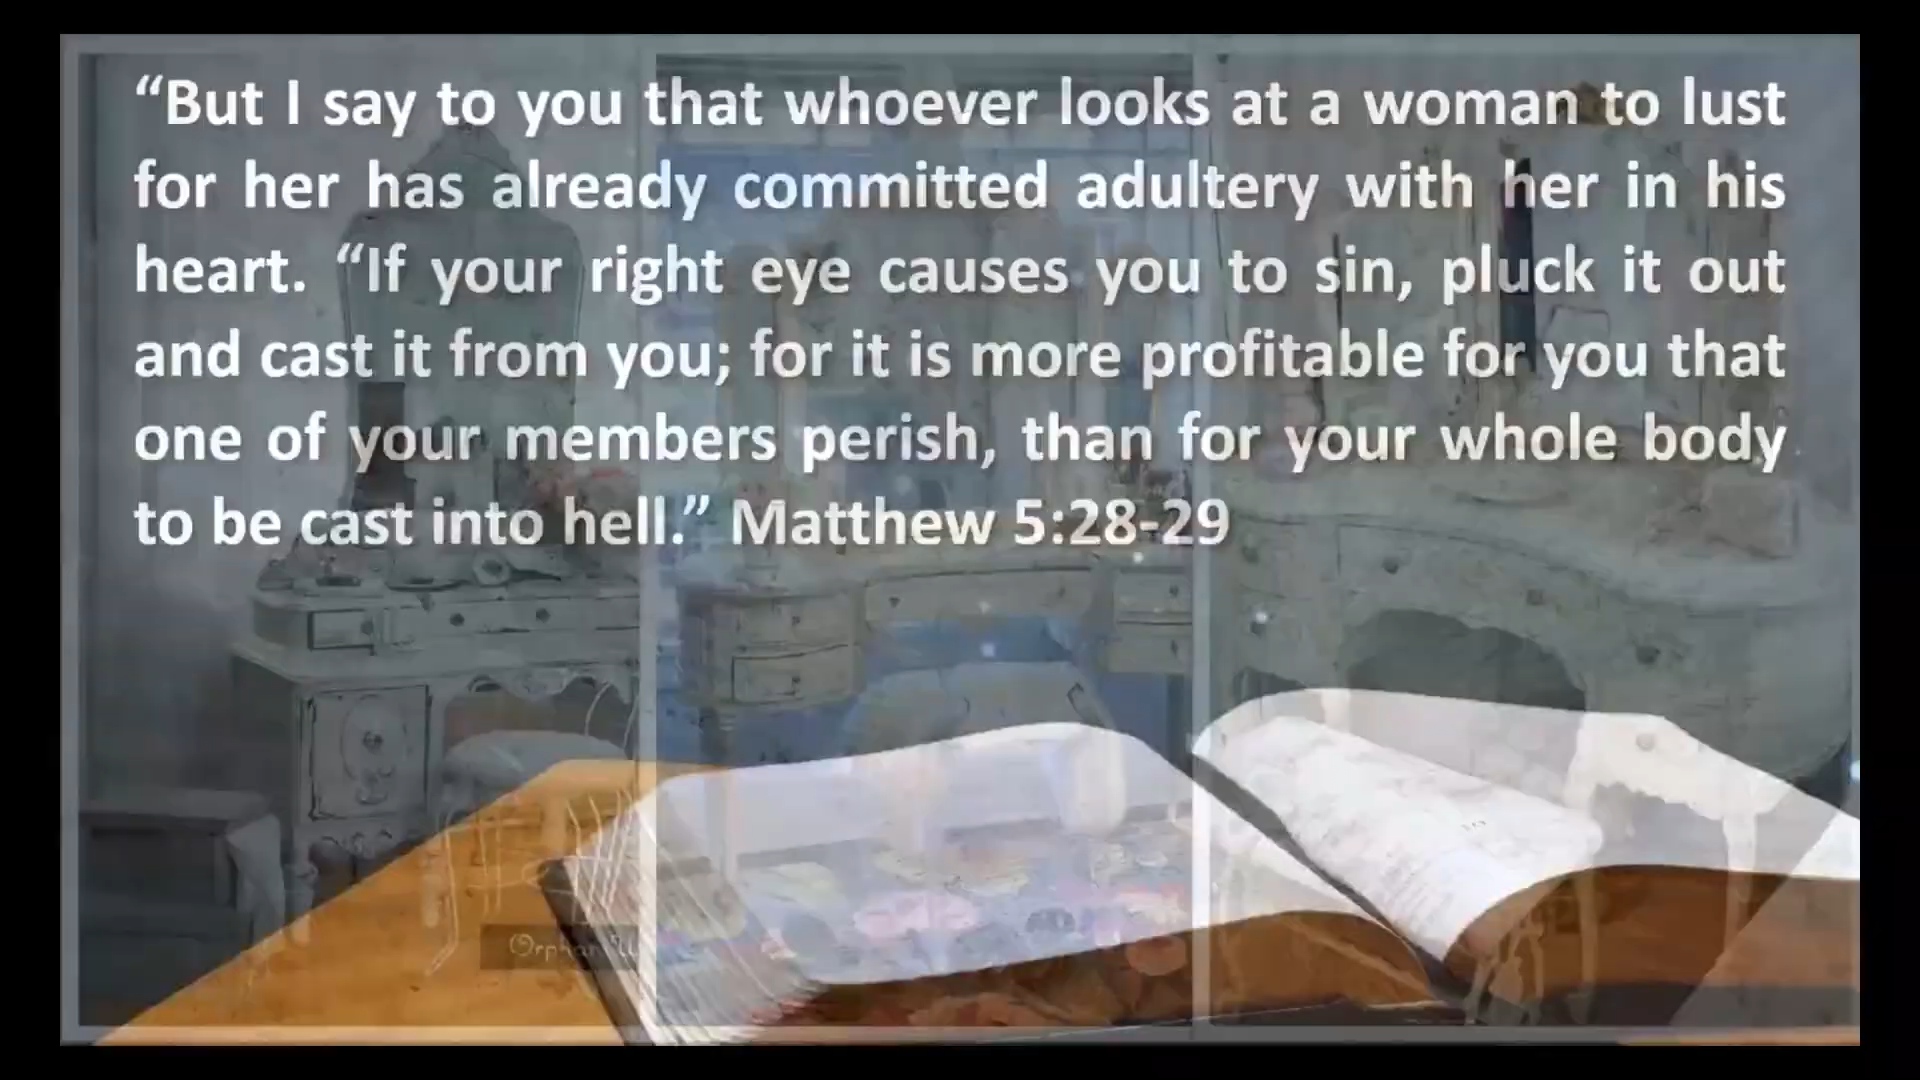 “But I say to you that whoever looks at a woman to lust
for her has already committed adultery with her in his
heart. “If your right eye causes you to sin, pluck it out
and cast it from you; for it is more profitable for you that
one of your members perish, than for your whole body
to be cast into hell.” Matthew 5:28-29